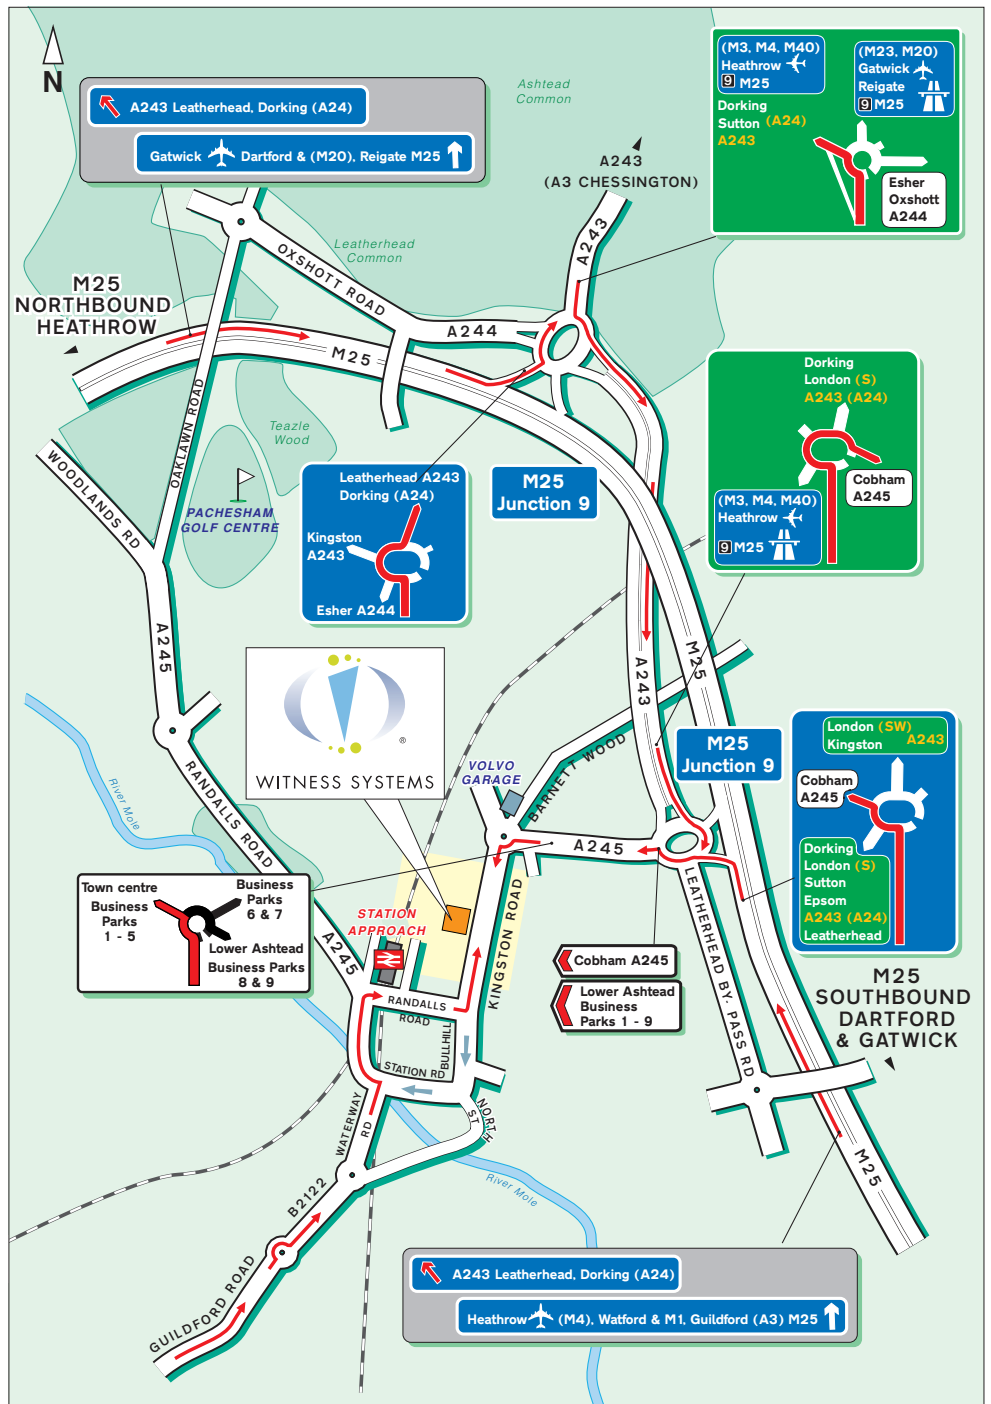 N
A243 Leatherhead, Dorking (A24)
Gatwick Dartford & (M20), Reigate M25
Ashtead
Common
A243
(A3 CHESSINGTON)
(M3, M4, M40)
Heathrow
9 M25
(M23, M20)
Gatwick
Reigate
9 M25
Dorking
Sutton (A24)
A243
Esher
Oxshott
A244
Leatherhead
Common
OXSHOTT ROAD
A243
M25
NORTHBOUND
HEATHROW
A244
M25
OAKLAWN ROAD
Teazle
Wood
WOODLANDS RD
PACHESHAM
GOLF CENTRE
Leatherhead A243
Dorking (A24)
Kingston
A243
Esher A244
M25
Junction 9
Dorking
London (S)
A243 (A24)
Cobham
A245
(M3, M4, M40)
Heathrow
9 M25
A245
A243
M25
WITNESS SYSTEMS
®
VOLVO
GARAGE
BARNETT WOOD
M25
Junction 9
London (SW)
Kingston A243
Cobham
A245
Dorking
London (S)
Sutton
Epsom
A243 (A24)
Leatherhead
River Mole
RANDALLS ROAD
A245
Town centre
Business
Parks
1 - 5
Business
Parks
6 & 7
Lower Ashtead
Business Parks
8 & 9
STATION
APPROACH
A245
KINGSTON ROAD
LEATHERHEAD BY. PASS RD
Cobham A245
Lower Ashtead
Business
Parks 1 - 9
M25
SOUTHBOUND
DARTFORD
& GATWICK
RANDALLS
ROAD
BULLHILL
STATION RD
NORTH
ST
WATERWAY
RD
M25
River Mole
B2122
GUILDFORD ROAD
A243 Leatherhead, Dorking (A24)
Heathrow (M4), Watford & M1, Guildford (A3) M25